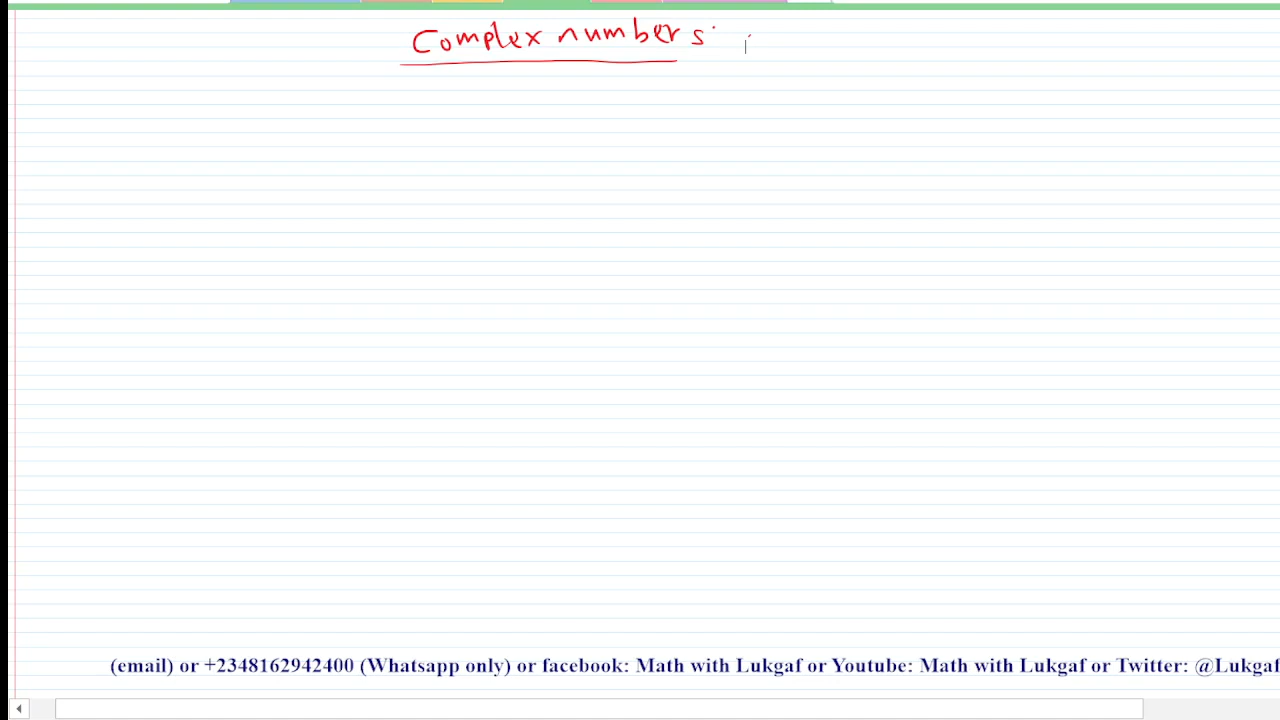 Complex numbers
(email) or +2348162942400 (Whatsapp only) or facebook: Math with Lukgaf or Youtube: Math with Lukgaf or Twitter: @Lukgaf